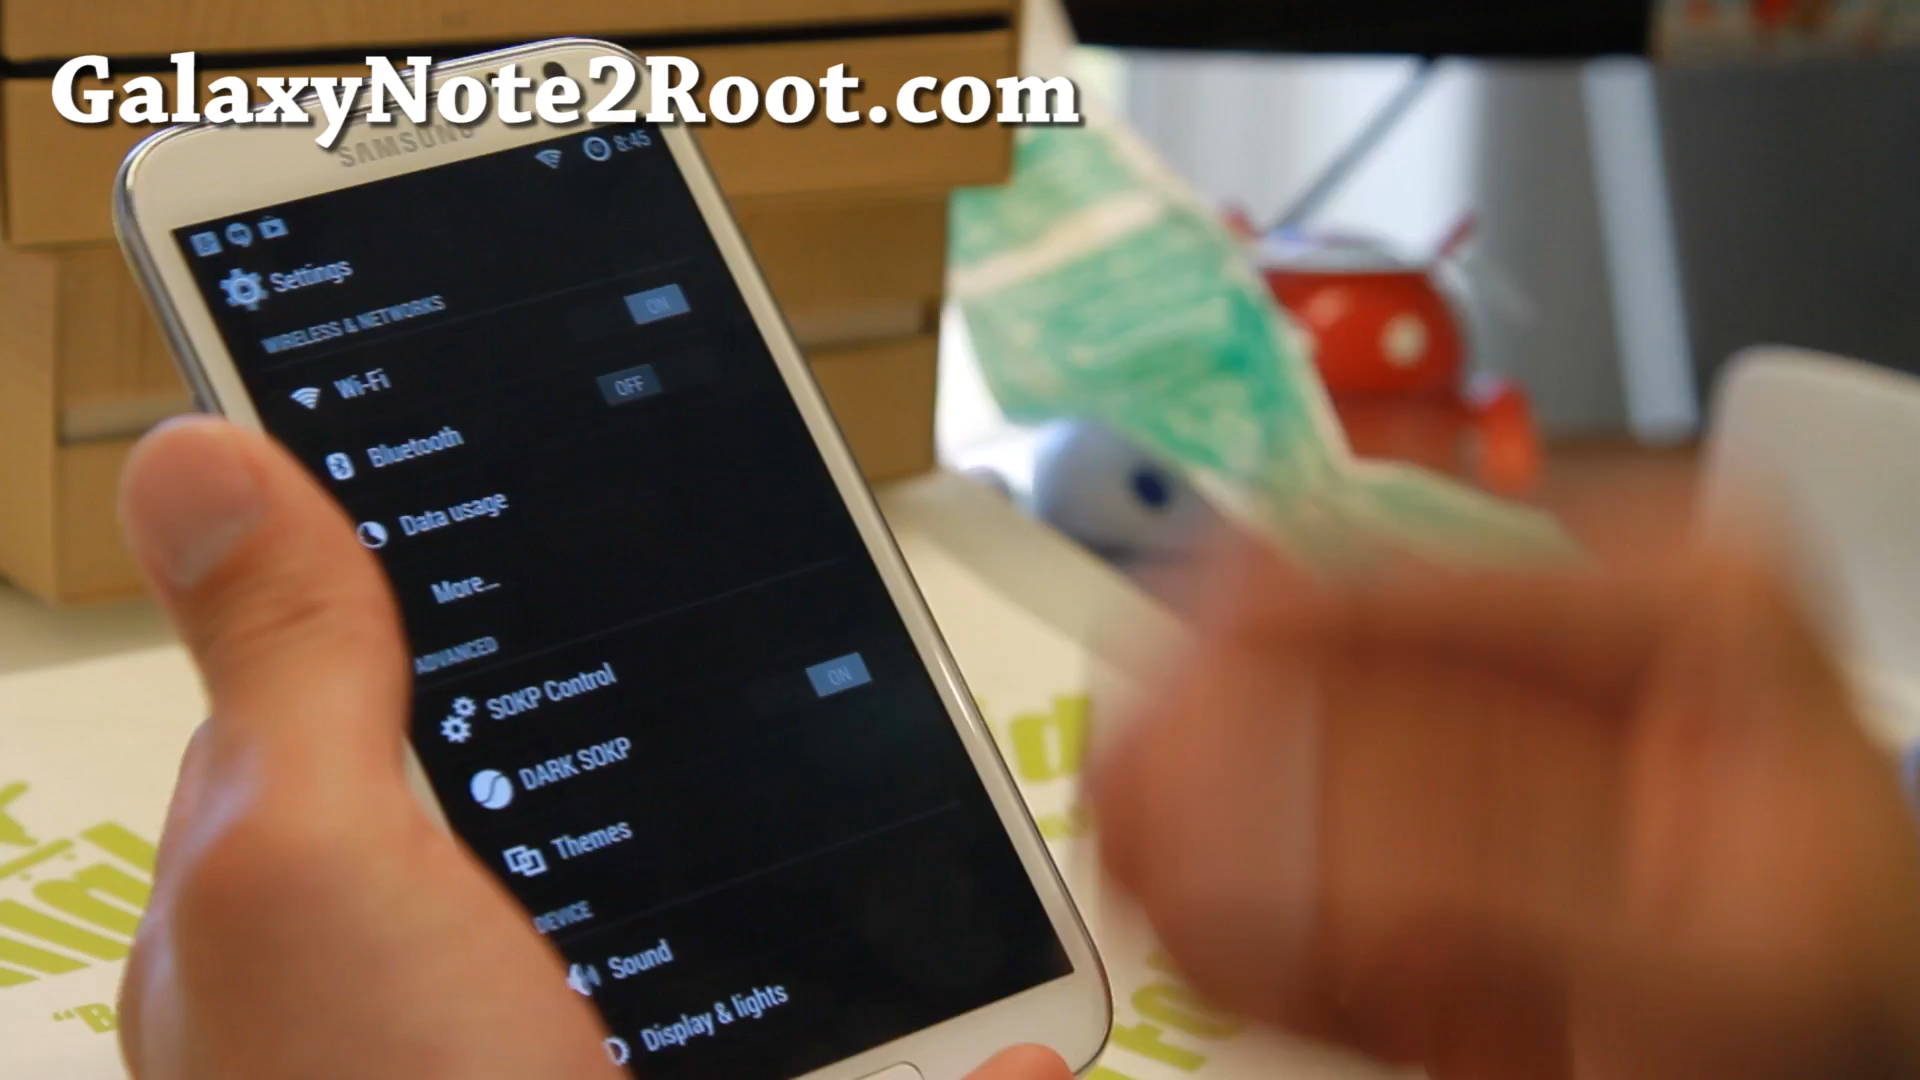 GalaxyNote2Root.com
SAMSUNG
8:45
Settings
WIRELESS & NETWORKS
Wi-Fi ON
Bluetooth OFF
Data usage
More...
ADVANCED
SOKP Control
DARK SOKP ON
Themes
DEVICE
Sound
Display & lights